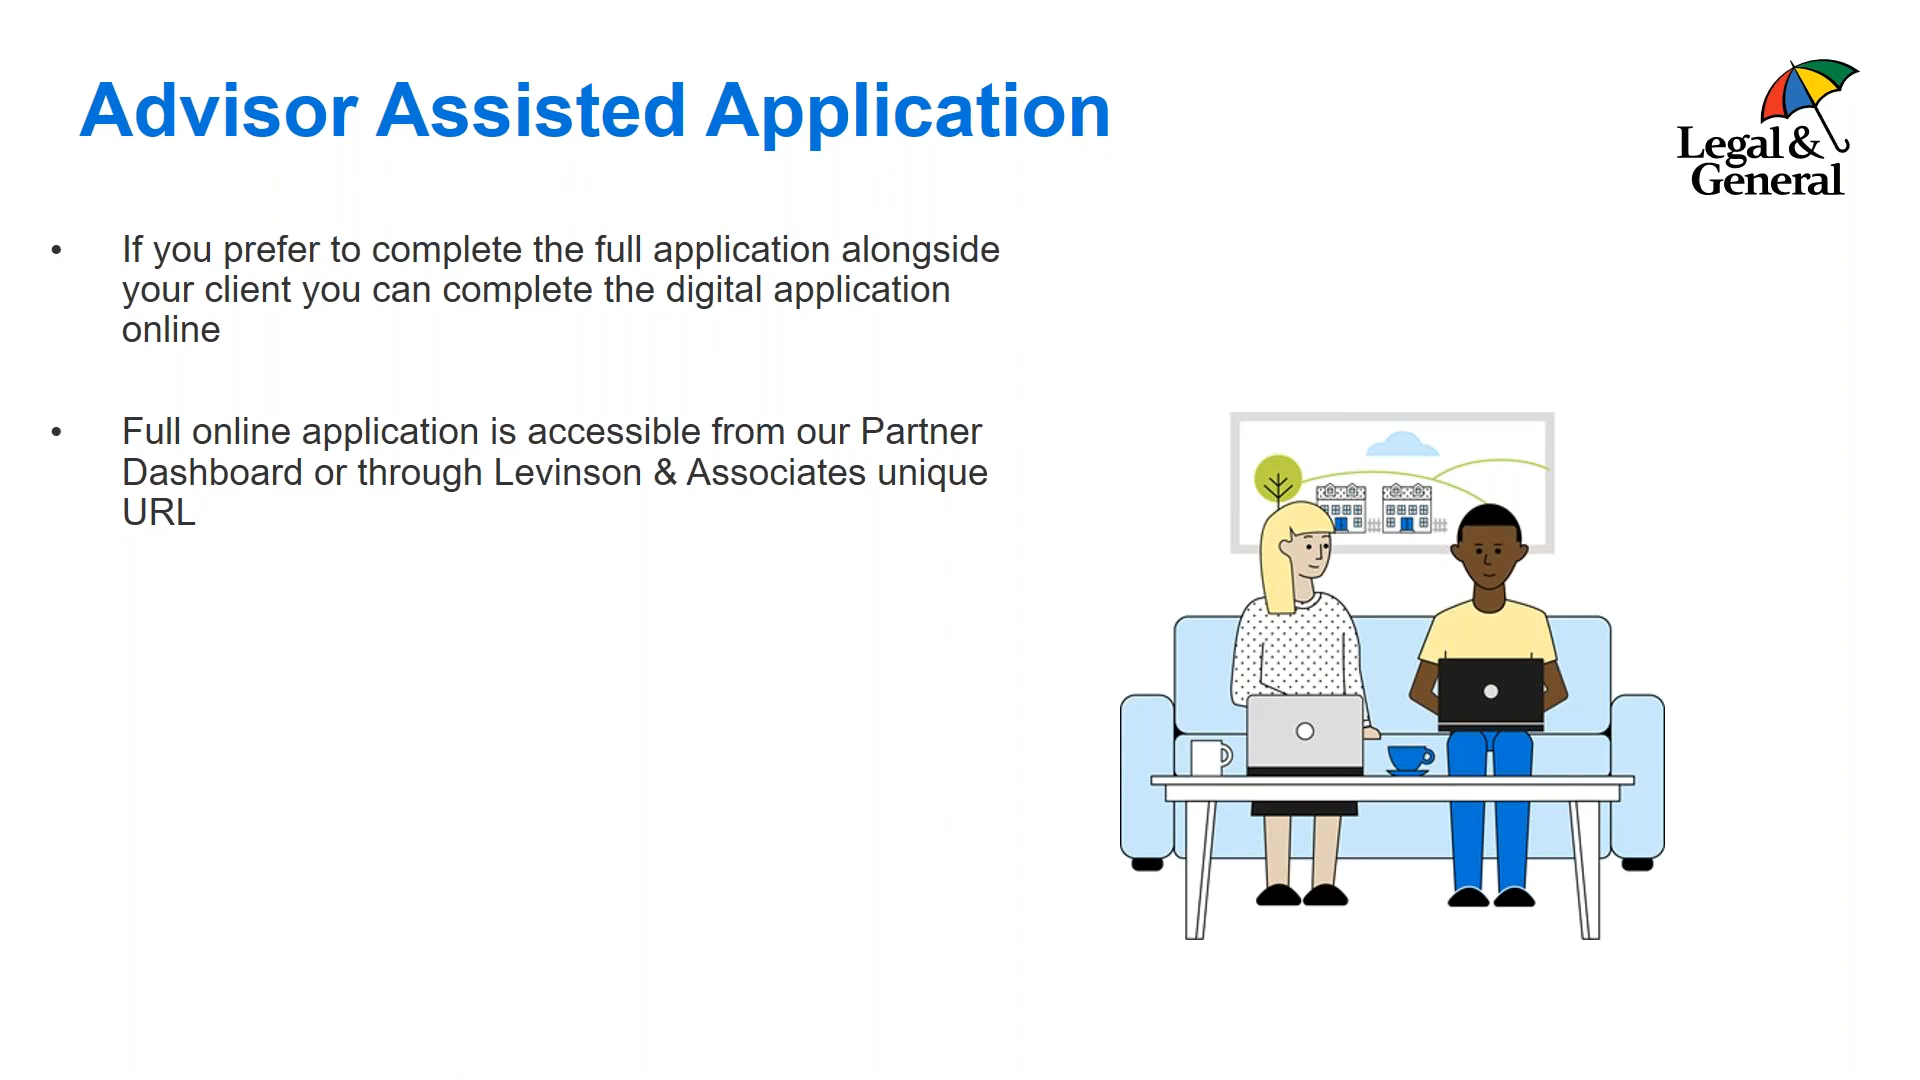 Advisor Assisted Application
Legal &
General
• If you prefer to complete the full application alongside
your client you can complete the digital application
online
• Full online application is accessible from our Partner
Dashboard or through Levinson & Associates unique
URL